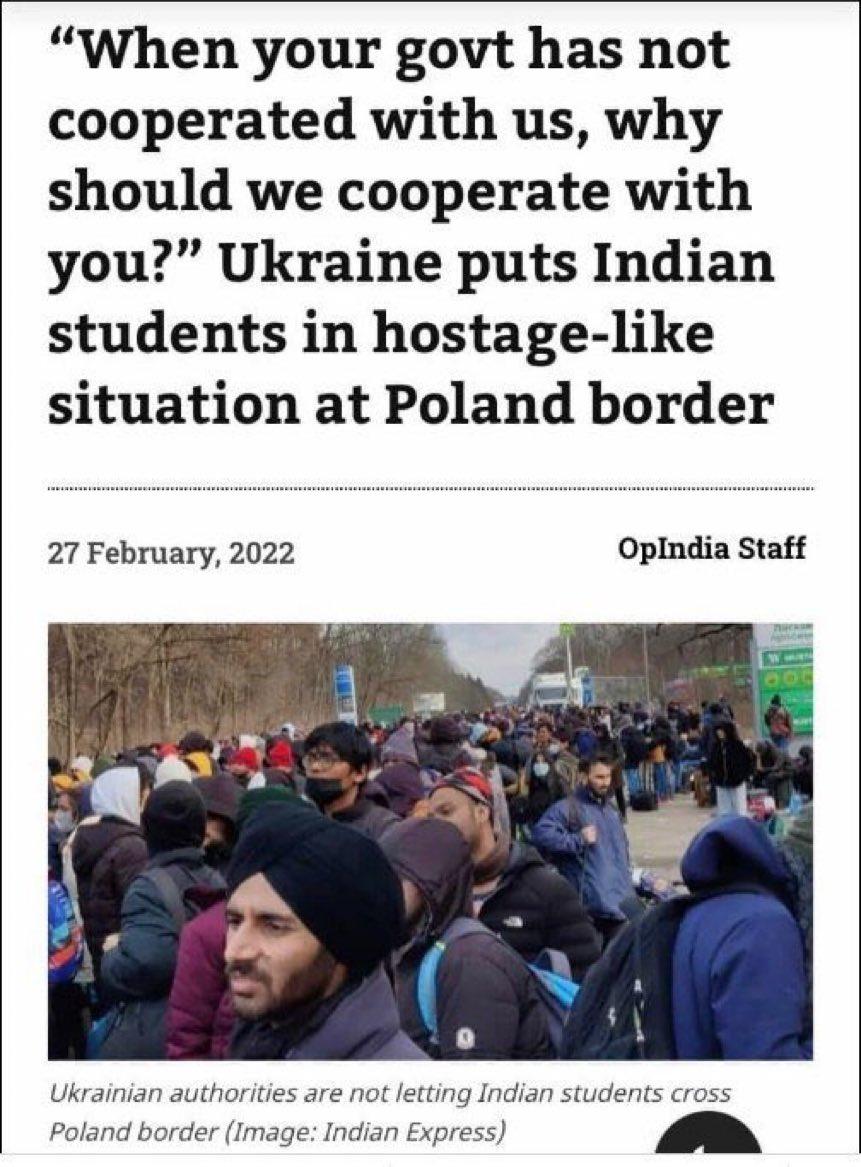 “When your govt has not
cooperated with us, why
should we cooperate with
you?” Ukraine puts Indian
students in hostage-like
situation at Poland border
27 February, 2022
OpIndia Staff
Ukrainian authorities are not letting Indian students cross
Poland border (Image: Indian Express)